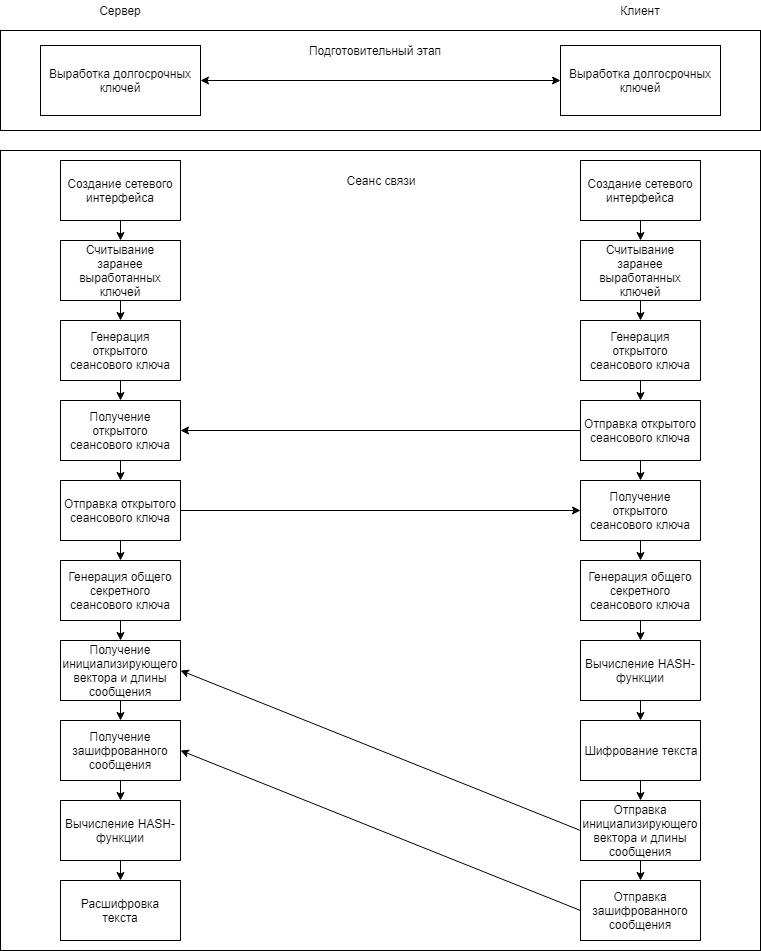 Сервер
Клиент
Подготовительный этап
Выработка долгосрочных
ключей
Выработка долгосрочных
ключей
Сеанс связи
Создание сетевого
интерфейса
Считывание
заранее
выработанных
ключей
Генерация
открытого
сеансового ключа
Получение
открытого
сеансового ключа
Отправка открытого
сеансового ключа
Генерация общего
секретного
сеансового ключа
Получение
инициализирующего
вектора и длины
сообщения
Получение
зашифрованного
сообщения
Вычисление HASH-
функции
Расшифровка
текста
Создание сетевого
интерфейса
Считывание
заранее
выработанных
ключей
Генерация
открытого
сеансового ключа
Отправка открытого
сеансового ключа
Получение
открытого
сеансового ключа
Генерация общего
секретного
сеансового ключа
Вычисление HASH-
функции
Шифрование текста
Отправка
инициализирующего
вектора и длины
сообщения
Отправка
зашифрованного
сообщения